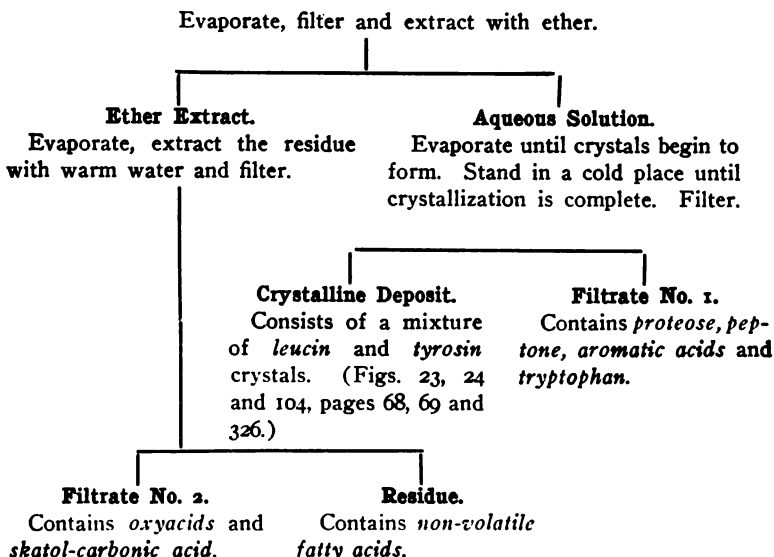 Evaporate, filter and extract with ether.
Ether Extract.
Evaporate, extract the residue
with warm water and filter.
Aqueous Solution.
Evaporate until crystals begin to
form. Stand in a cold place until
crystallization is complete. Filter.
Crystalline Deposit.
Consists of a mixture
of leucin and tyrosin
crystals. (Figs. 23, 24
and 104, pages 68, 69 and
326.)
Filtrate No. 1.
Contains proteose, pep-
tone, aromatic acids and
tryptophan.
Filtrate No. 2.
Contains oxyacids and
skatol-carbonic acid.
Residue.
Contains non-volatile
fatty acids.